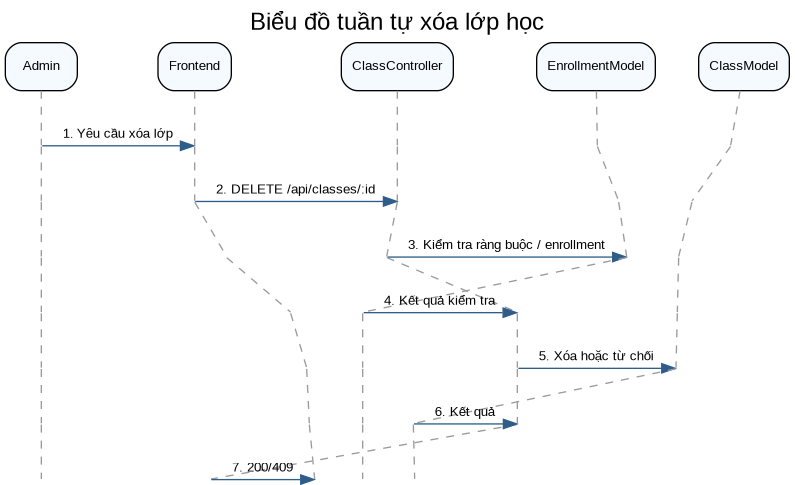 Biểu đồ tuần tự xóa lớp học
Admin
Frontend
ClassController
EnrollmentModel
ClassModel
1. Yêu cầu xóa lớp
2. DELETE /api/classes/:id
3. Kiểm tra ràng buộc / enrollment
4. Kết quả kiểm tra
5. Xóa hoặc từ chối
6. Kết quả
7. 200/409